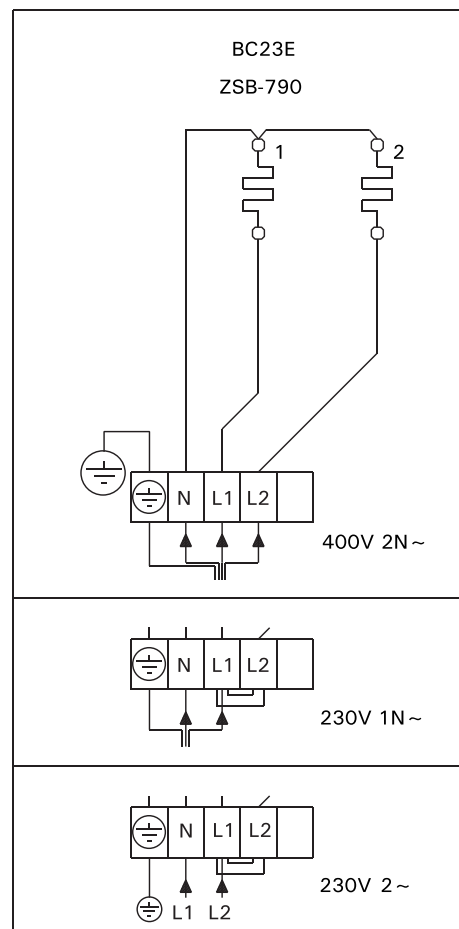 BC23E
ZSB-790
1 2
N L1 L2
400V 2N~
N L1 L2
230V 1N~
N L1 L2
230V 2~
L1 L2